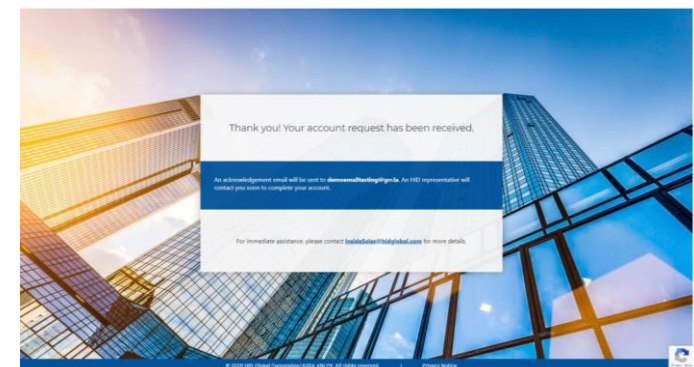 Thank you! Your account request has been received.
An acknowledgement email will be sent to demoemailtesting@grr.la. An HID representative will
contact you soon to complete your account.
For immediate assistance, please contact InsideSales@hidglobal.com for more details.
© 2020 HID Global Corporation/ASSA ABLOY. All rights reserved. | Privacy Notice